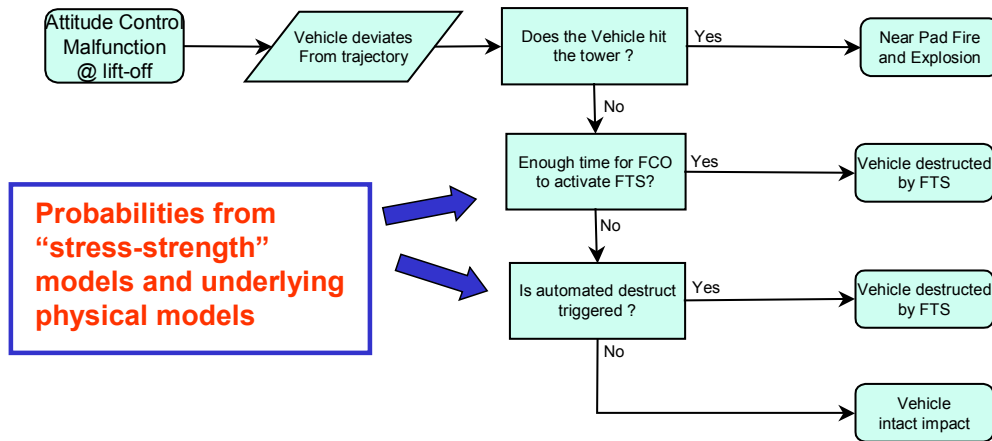 Attitude Control
Malfunction
@ lift-off
Vehicle deviates
From trajectory
Does the Vehicle hit
the tower ?
Yes
Near Pad Fire
and Explosion
No
Enough time for FCO
to activate FTS?
Yes
Vehicle destructed
by FTS
No
Probabilities from
“stress-strength”
models and underlying
physical models
Is automated destruct
triggered ?
Yes
Vehicle destructed
by FTS
No
Vehicle
intact impact